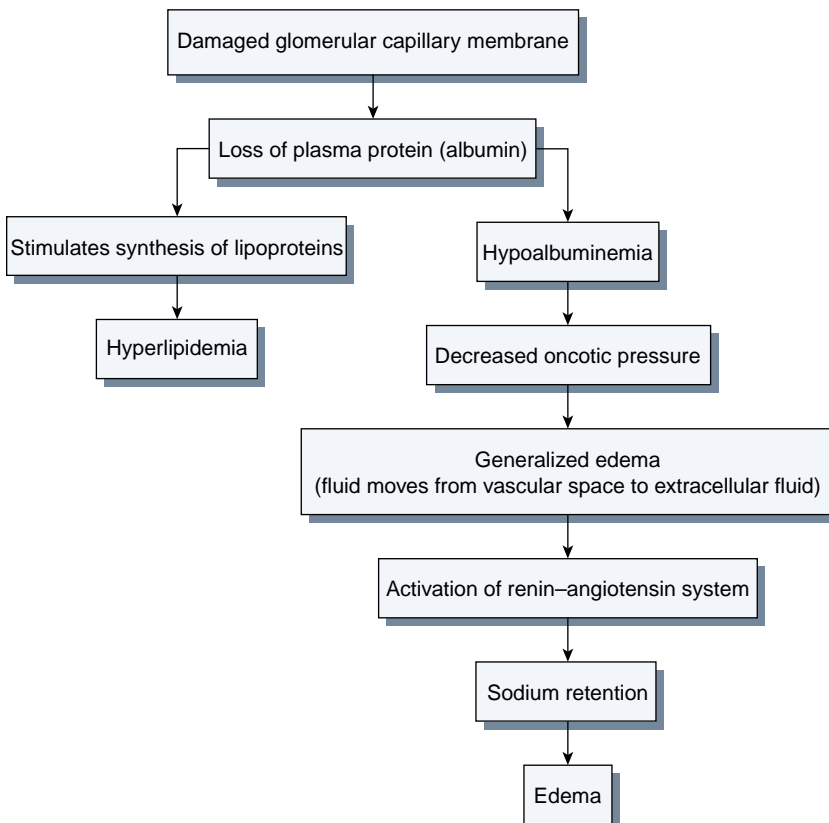 Damaged glomerular capillary membrane
Loss of plasma protein (albumin)
Stimulates synthesis of lipoproteins
Hypoalbuminemia
Hyperlipidemia
Decreased oncotic pressure
Generalized edema
(fluid moves from vascular space to extracellular fluid)
Activation of renin–angiotensin system
Sodium retention
Edema